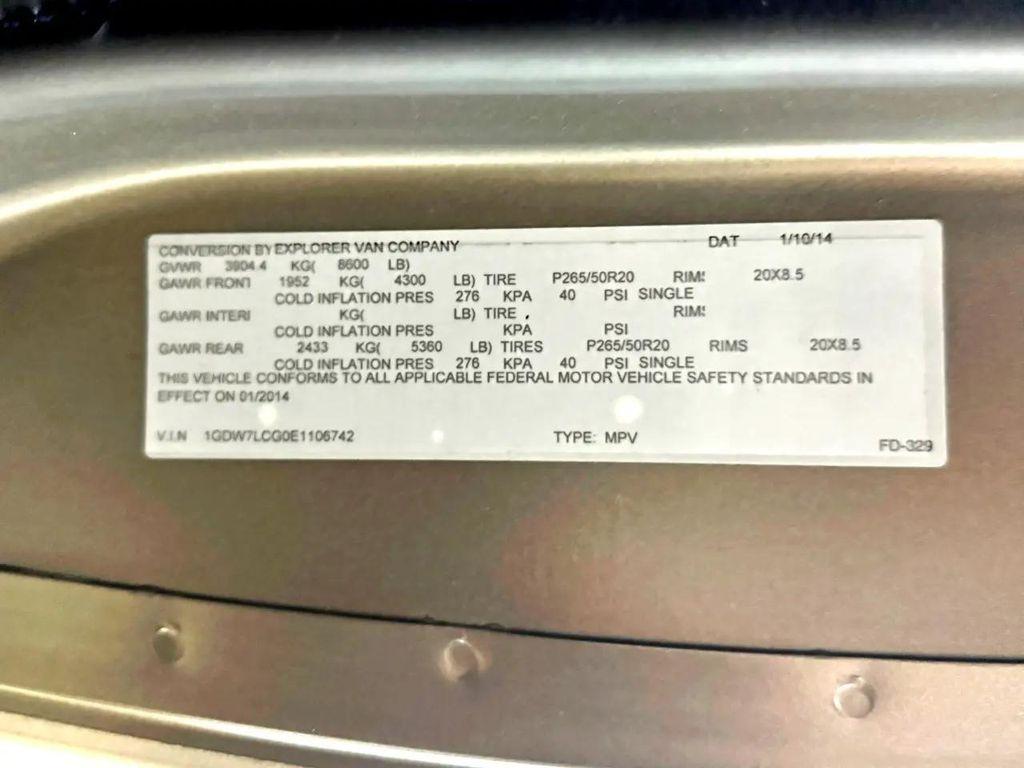 CONVERSION BY EXPLORER VAN COMPANY DAT 1/10/14
GVWR 3904.4 KG( 8600 LB)
GAWR FRONT 1952 KG( 4300 LB) TIRE P265/50R20 RIMS 20X8.5
COLD INFLATION PRES 276 KPA 40 PSI SINGLE
GAWR INTERI KG( LB) TIRE , RIMS
COLD INFLATION PRES KPA PSI
GAWR REAR 2433 KG( 5360 LB) TIRES P265/50R20 RIMS 20X8.5
COLD INFLATION PRES 276 KPA 40 PSI SINGLE
THIS VEHICLE CONFORMS TO ALL APPLICABLE FEDERAL MOTOR VEHICLE SAFETY STANDARDS IN
EFFECT ON 01/2014
V.I.N 1GDW7LCG0E1106742 TYPE: MPV
FD-329